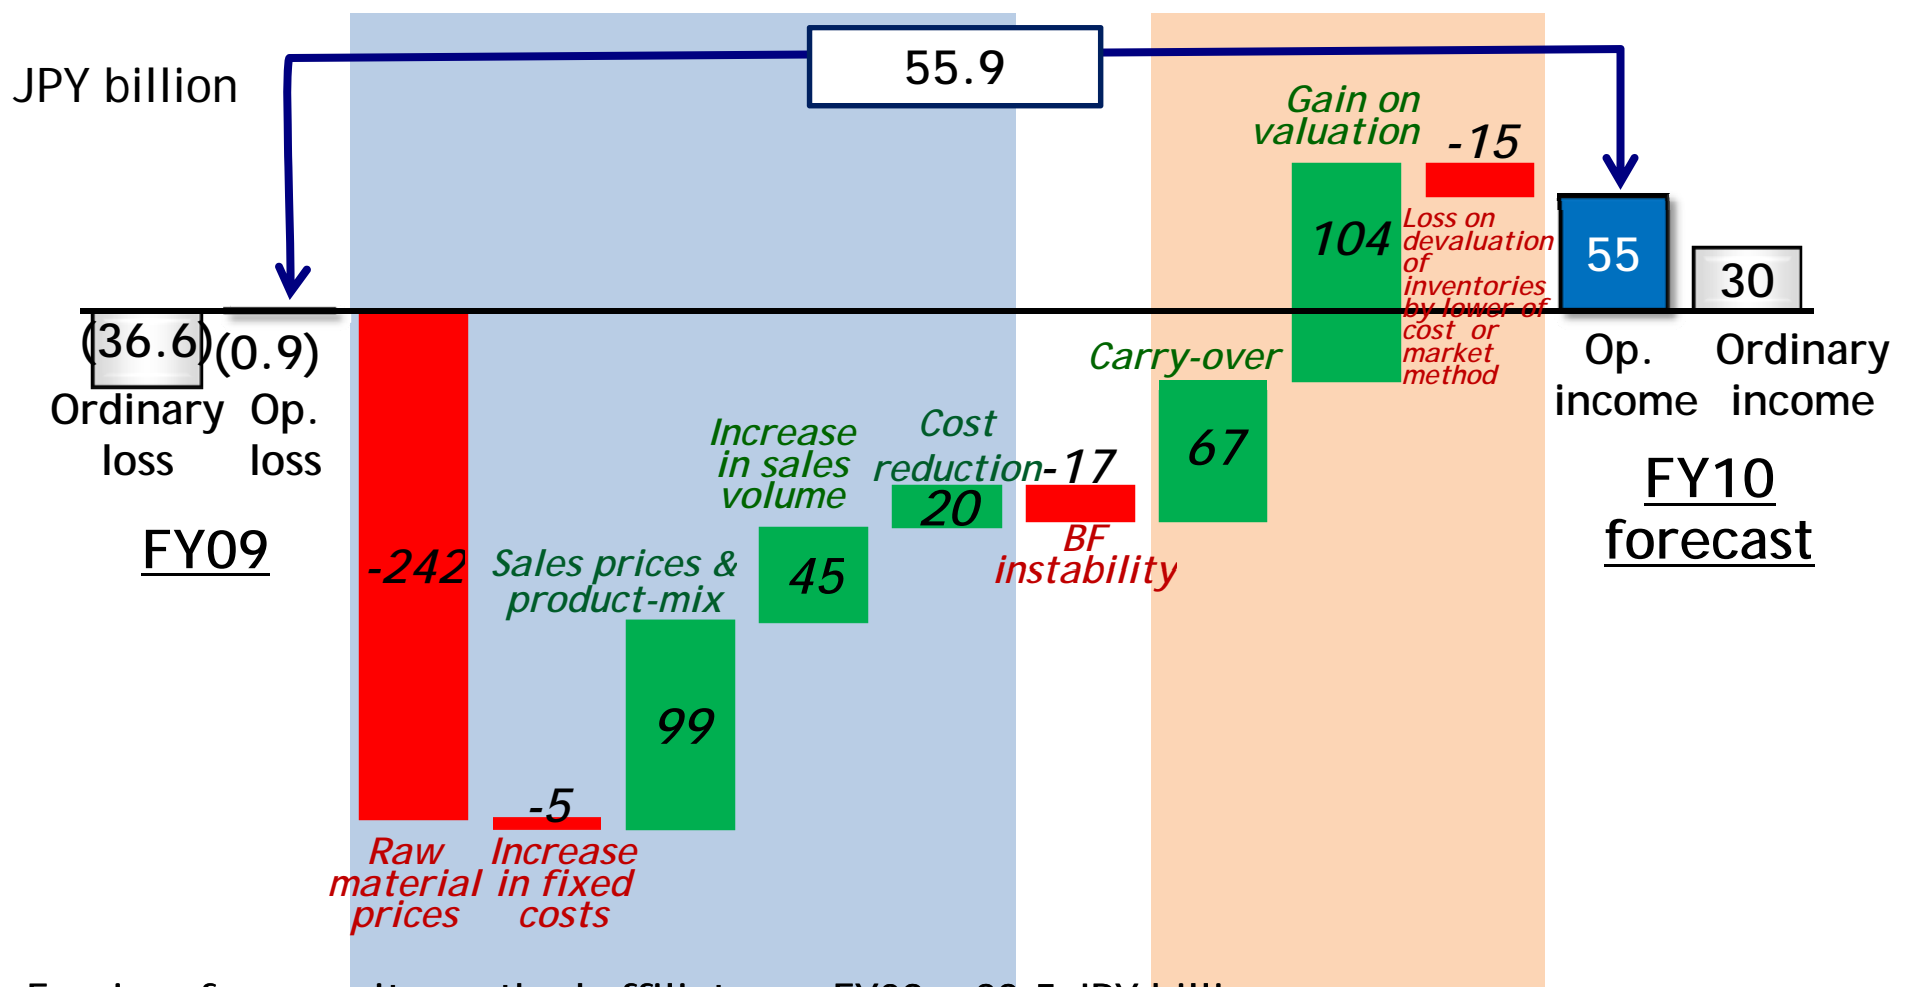 55.9
JPY billion
Gain on
valuation
-15
104
Loss on
devaluation
of
inventories
by lower of
cost or
market
method
55
30
(36.6)
(0.9)
Ordinary
loss
Op.
loss
FY09
-242
Raw
material
prices
-5
Increase
in fixed
costs
Sales prices &
product-mix
99
Increase
in sales
volume
45
Cost
reduction
20
-17
BF
instability
Carry-over
67
Op.
income
Ordinary
income
FY10
forecast